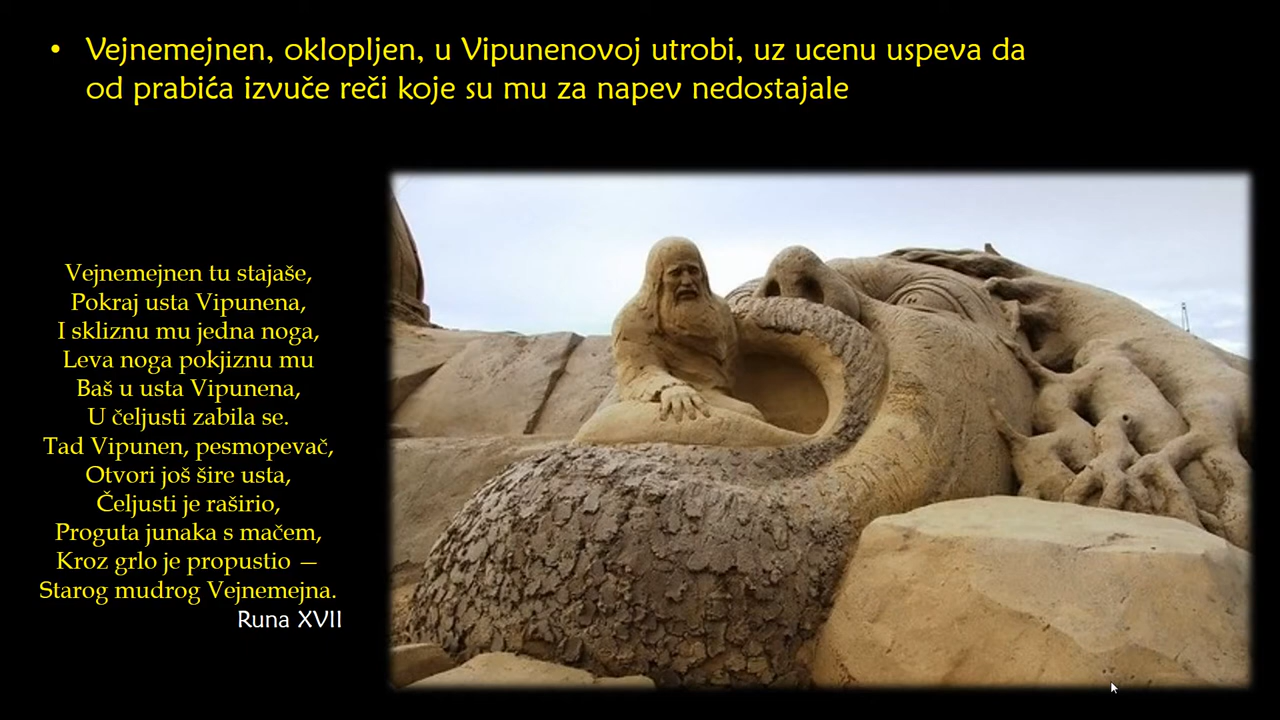 • Vejnemejnen, oklopljen, u Vipunenovoj utrobi, uz ucenu uspeva da
od prabića izvuče reči koje su mu za napev nedostajale
Vejnemejnen tu stajaše,
Pokraj usta Vipunena,
I skliznu mu jedna noga,
Leva noga pokjiznu mu
Baš u usta Vipunena,
U čeljusti zabila se.
Tad Vipunen, pesmopevač,
Otvori još šire usta,
Čeljusti je raširio,
Proguta junaka s mačem,
Kroz grlo je propustio —
Starog mudrog Vejnemejna.
Runa XVII